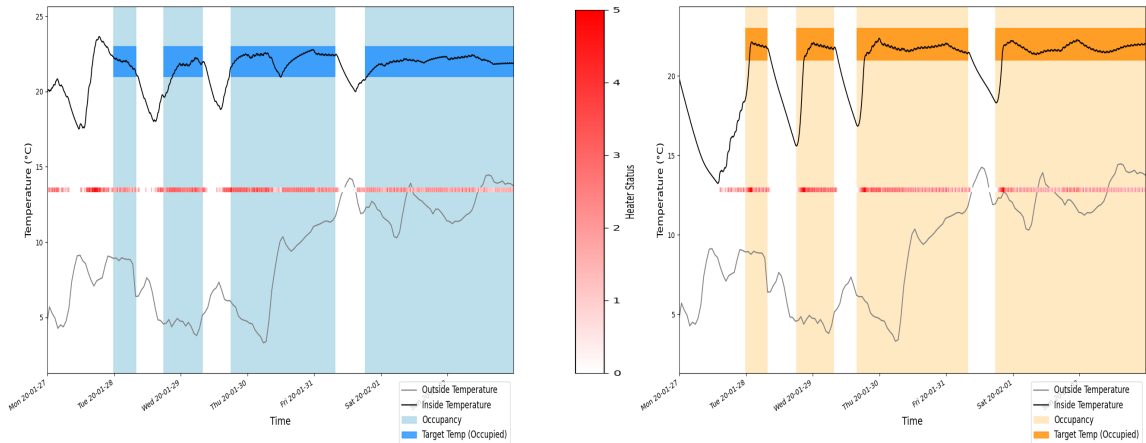 25
20
15
10
5
Temperature (°C)
Mon 20-01-27
Tue 20-01-28
Wed 20-01-29
Thu 20-01-30
Fri 20-01-31
Sat 20-02-01
Time
Outside Temperature
Inside Temperature
Occupancy
Target Temp (Occupied)
5
4
3
2
1
0
Heater Status
20
15
10
5
Temperature (°C)
Mon 20-01-27
Tue 20-01-28
Wed 20-01-29
Thu 20-01-30
Fri 20-01-31
Sat 20-02-01
Time
Outside Temperature
Inside Temperature
Occupancy
Target Temp (Occupied)